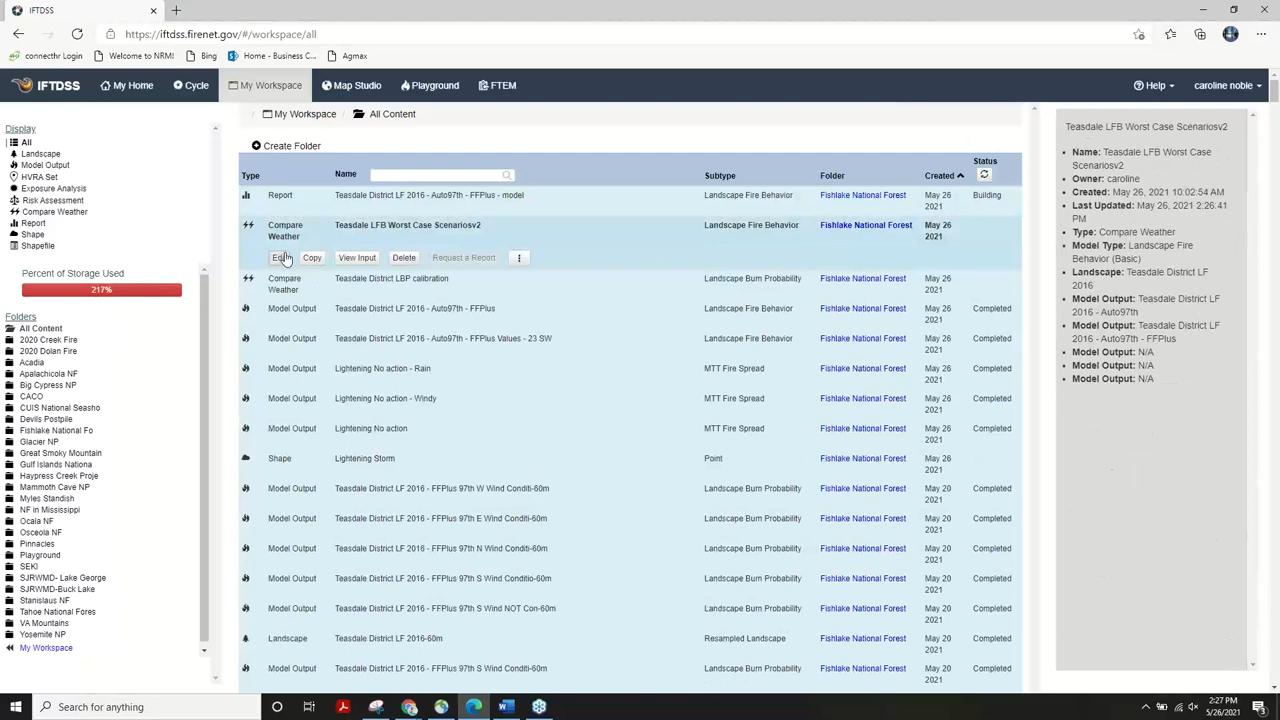 IFTDSS
https://iftdss.firenet.gov/#/workspace/all
connecthr Login
Welcome to NRMI
Bing
Home - Business C...
Agmax
IFTDSS
My Home
Cycle
My Workspace
Map Studio
Playground
FTEM
Help
caroline noble
Display
All
Landscape
Model Output
HVRA Set
Exposure Analysis
Risk Assessment
Compare Weather
Report
Shape
Shapefile
Percent of Storage Used
217%
Folders
All Content
2020 Creek Fire
2020 Dolan Fire
Acadia
Apalachicola NF
Big Cypress NP
CACO
CUIS National Seasho
Devils Postpile
Fishlake National Fo
Glacier NP
Great Smoky Mountain
Gulf Islands Nationa
Haypress Creek Proje
Mammoth Cave NP
Myles Standish
NF in Mississippi
Ocala NF
Osceola NF
Pinnacles
Playground
SEKI
SJRWMD- Lake George
SJRWMD-Buck Lake
Stanislaus NF
Tahoe National Fores
VA Mountains
Yosemite NP
My Workspace
My Workspace
All Content
Create Folder
Type Name Subtype Folder Created Status
Report Teasdale District LF 2016 - Auto97th - FFPlus - model Landscape Fire Behavior Fishlake National Forest May 26 2021 Building
Compare Weather Teasdale LFB Worst Case Scenariosv2 Landscape Fire Behavior Fishlake National Forest May 26 2021
Edit Copy View Input Delete Request a Report
Compare Weather Teasdale District LBP calibration Landscape Burn Probability Fishlake National Forest May 26 2021
Model Output Teasdale District LF 2016 - Auto97th - FFPlus Landscape Fire Behavior Fishlake National Forest May 26 2021 Completed
Model Output Teasdale District LF 2016 - Auto97th - FFPlus Values - 23 SW Landscape Fire Behavior Fishlake National Forest May 26 2021 Completed
Model Output Lightening No action - Rain MTT Fire Spread Fishlake National Forest May 26 2021 Completed
Model Output Lightening No action - Windy MTT Fire Spread Fishlake National Forest May 26 2021 Completed
Model Output Lightening No action MTT Fire Spread Fishlake National Forest May 26 2021 Completed
Shape Lightening Storm Point Fishlake National Forest May 26 2021 Completed
Model Output Teasdale District LF 2016 - FFPlus 97th W Wind Conditi-60m Landscape Burn Probability Fishlake National Forest May 20 2021 Completed
Model Output Teasdale District LF 2016 - FFPlus 97th E Wind Conditi-60m Landscape Burn Probability Fishlake National Forest May 20 2021 Completed
Model Output Teasdale District LF 2016 - FFPlus 97th N Wind Conditi-60m Landscape Burn Probability Fishlake National Forest May 20 2021 Completed
Model Output Teasdale District LF 2016 - FFPlus 97th S Wind Conditio-60m Landscape Burn Probability Fishlake National Forest May 20 2021 Completed
Model Output Teasdale District LF 2016 - FFPlus 97th S Wind NOT Con-60m Landscape Burn Probability Fishlake National Forest May 20 2021 Completed
Landscape Teasdale District LF 2016-60m Resampled Landscape Fishlake National Forest May 20 2021 Completed
Model Output Teasdale District LF 2016 - FFPlus 97th S Wind Conditi-60m Landscape Burn Probability Fishlake National Forest May 20 2021 Completed
Teasdale LFB Worst Case Scenariosv2
Name: Teasdale LFB Worst Case
Scenariosv2
Owner: caroline
Created: May 26, 2021 10:02:54 AM
Last Updated: May 26, 2021 2:26:41
PM
Type: Compare Weather
Model Type: Landscape Fire
Behavior (Basic)
Landscape: Teasdale District LF
2016
Model Output: Teasdale District LF
2016 - Auto97th
Model Output: Teasdale District LF
2016 - Auto97th - FFPlus
Model Output: N/A
Model Output: N/A
Model Output: N/A
Search for anything
2:27 PM
5/26/2021